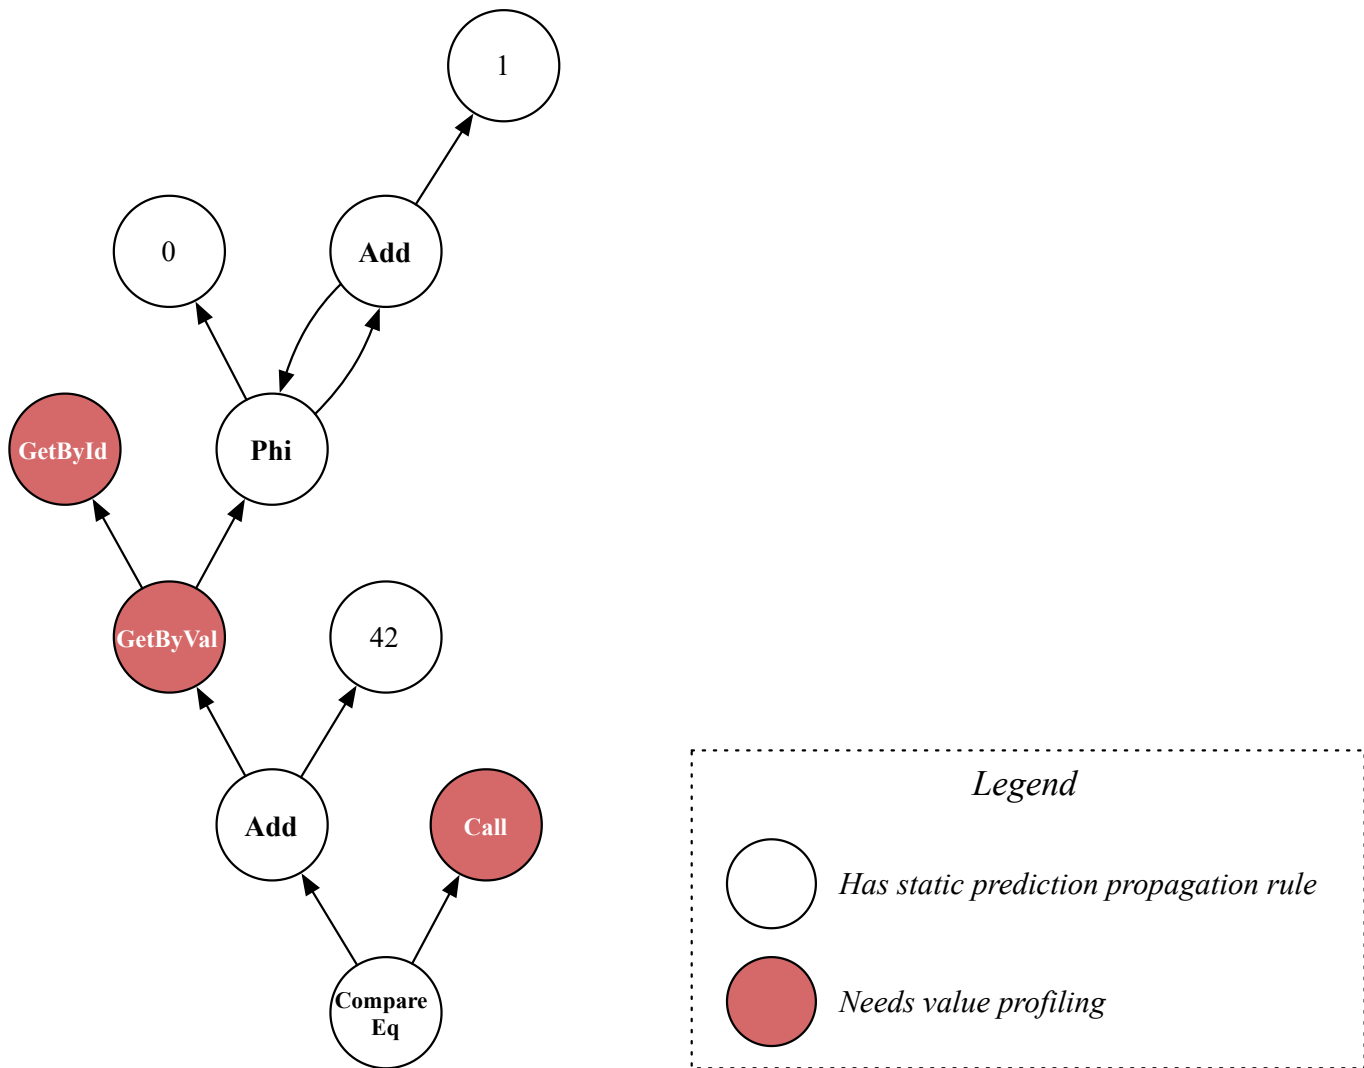 1
0
Add
GetById
Phi
GetByVal
42
Add
Call
Compare
Eq
Legend
Has static prediction propagation rule
Needs value profiling